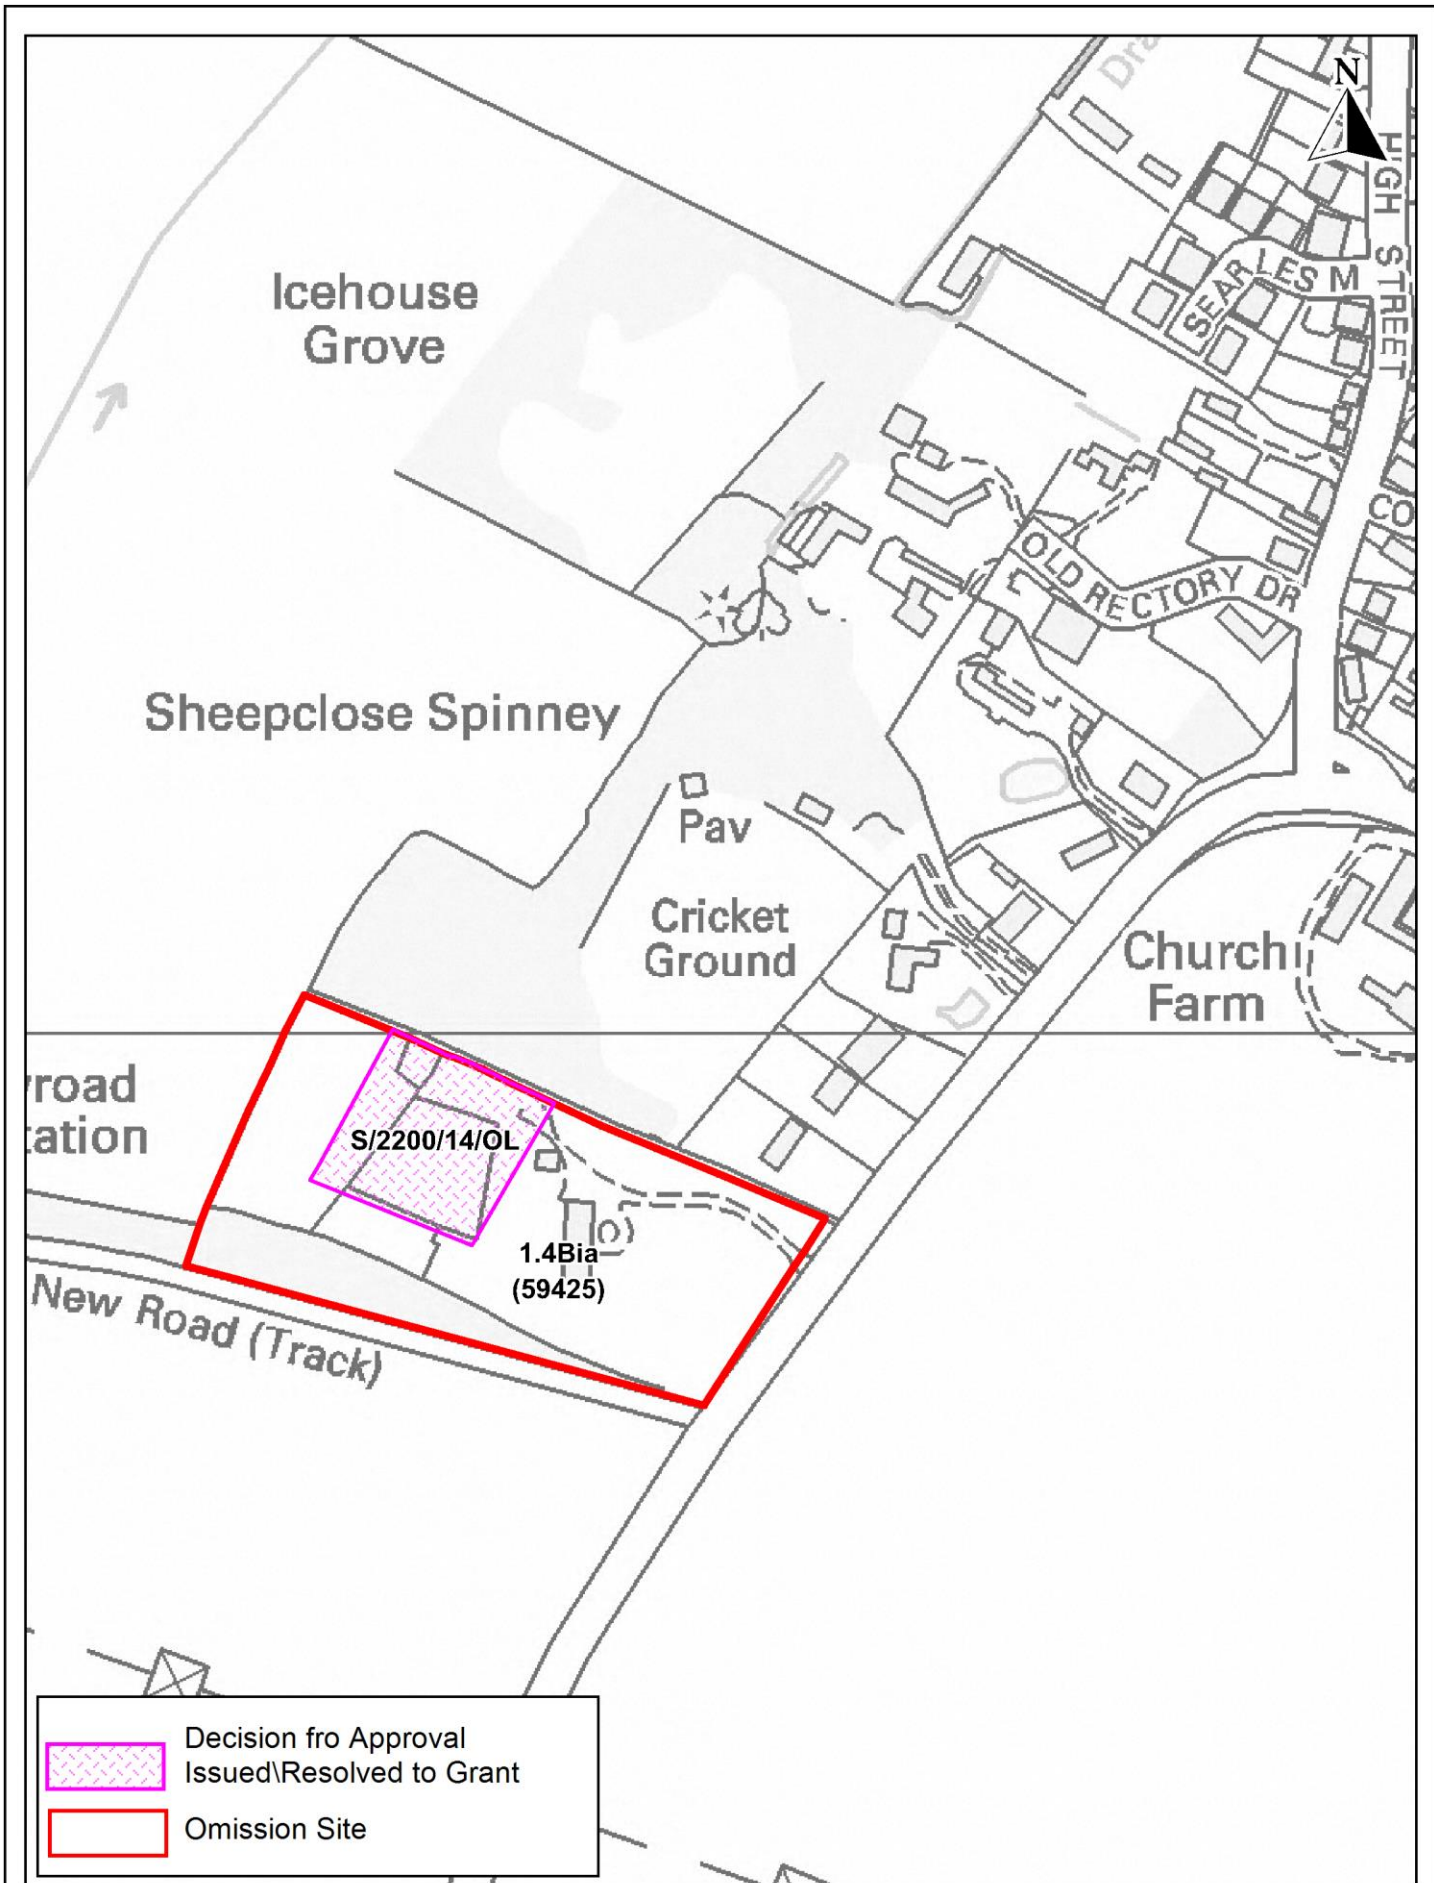 Dra
N
HIGH STREET
SEARLES M
Icehouse
Grove
CO
OLD RECTORY DR
Sheepclose Spinney
Pav
Cricket
Ground
Church
Farm
road
tation
S/2200/14/OL
1.4Bia
(59425)
New Road (Track)
Decision fro Approval
Issued\Resolved to Grant
Omission Site